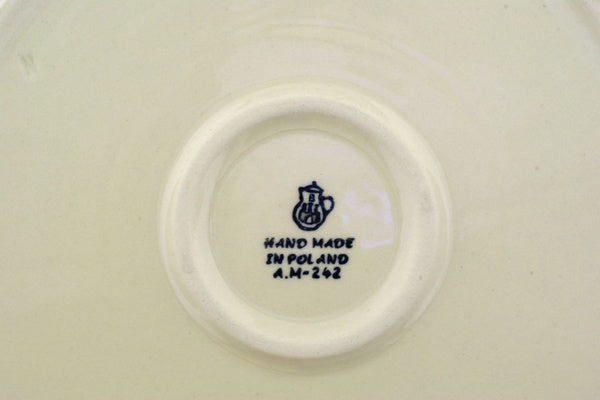 B
HAND MADE
IN POLAND
A.M-242